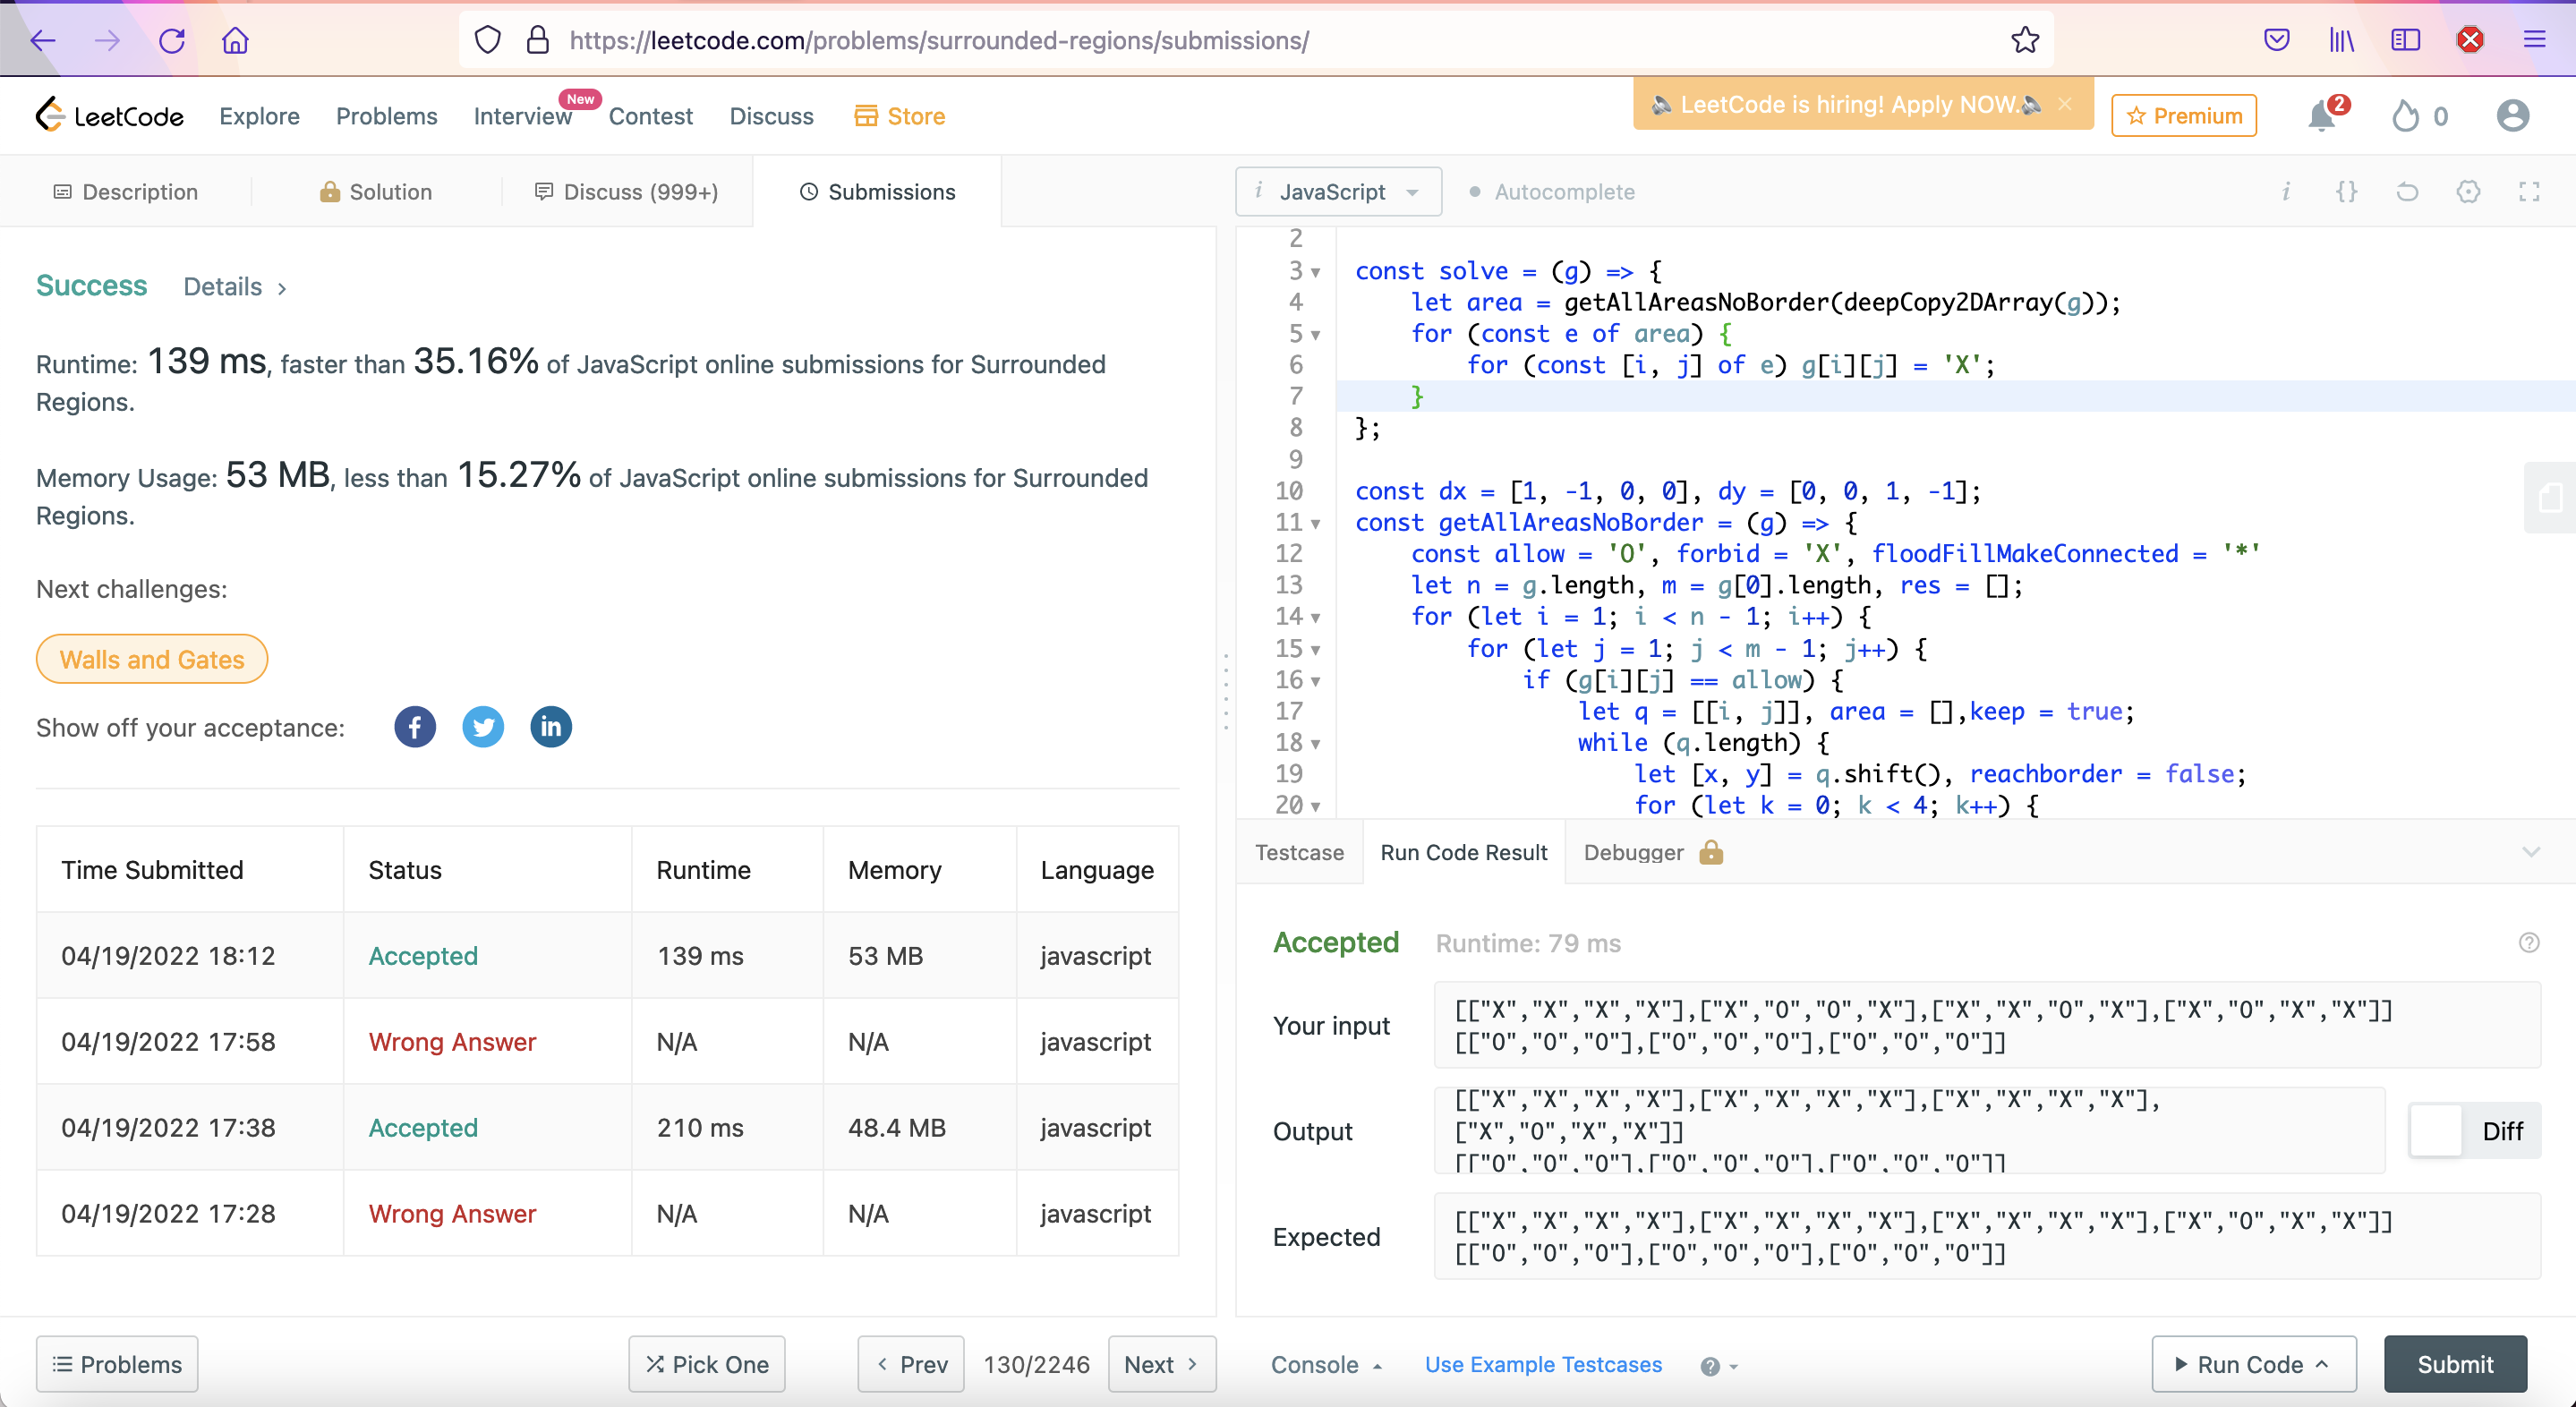 https://leetcode.com/problems/surrounded-regions/submissions/
LeetCode
Explore
Problems
Interview
New
Contest
Discuss
Store
LeetCode is hiring! Apply NOW.
Premium
2
0
Description
Solution
Discuss (999+)
Submissions
i JavaScript
Autocomplete
Success
Details
Runtime: 139 ms, faster than 35.16% of JavaScript online submissions for Surrounded
Regions.
Memory Usage: 53 MB, less than 15.27% of JavaScript online submissions for Surrounded
Regions.
Next challenges:
Walls and Gates
Show off your acceptance:
Time Submitted Status Runtime Memory Language
04/19/2022 18:12 Accepted 139 ms 53 MB javascript
04/19/2022 17:58 Wrong Answer N/A N/A javascript
04/19/2022 17:38 Accepted 210 ms 48.4 MB javascript
04/19/2022 17:28 Wrong Answer N/A N/A javascript
2
3 const solve = (g) => {
4 let area = getAllAreasNoBorder(deepCopy2DArray(g));
5 for (const e of area) {
6 for (const [i, j] of e) g[i][j] = 'X';
7 }
8 };
9
10 const dx = [1, -1, 0, 0], dy = [0, 0, 1, -1];
11 const getAllAreasNoBorder = (g) => {
12 const allow = 'O', forbid = 'X', floodFillMakeConnected = '*'
13 let n = g.length, m = g[0].length, res = [];
14 for (let i = 1; i < n - 1; i++) {
15 for (let j = 1; j < m - 1; j++) {
16 if (g[i][j] == allow) {
17 let q = [[i, j]], area = [],keep = true;
18 while (q.length) {
19 let [x, y] = q.shift(), reachborder = false;
20 for (let k = 0; k < 4; k++) {
Testcase
Run Code Result
Debugger
Accepted
Runtime: 79 ms
Your input
[["X","X","X","X"],["X","O","O","X"],["X","X","O","X"],["X","O","X","X"]]
[["O","O","O"],["O","O","O"],["O","O","O"]]
Output
[["X","X","X","X"],["X","X","X","X"],["X","X","X","X"],
["X","O","X","X"]]
[["O","O","O"],["O","O","O"],["O","O","O"]]
Diff
Expected
[["X","X","X","X"],["X","X","X","X"],["X","X","X","X"],["X","O","X","X"]]
[["O","O","O"],["O","O","O"],["O","O","O"]]
Problems
Pick One
Prev
130/2246
Next
Console
Use Example Testcases
Run Code
Submit